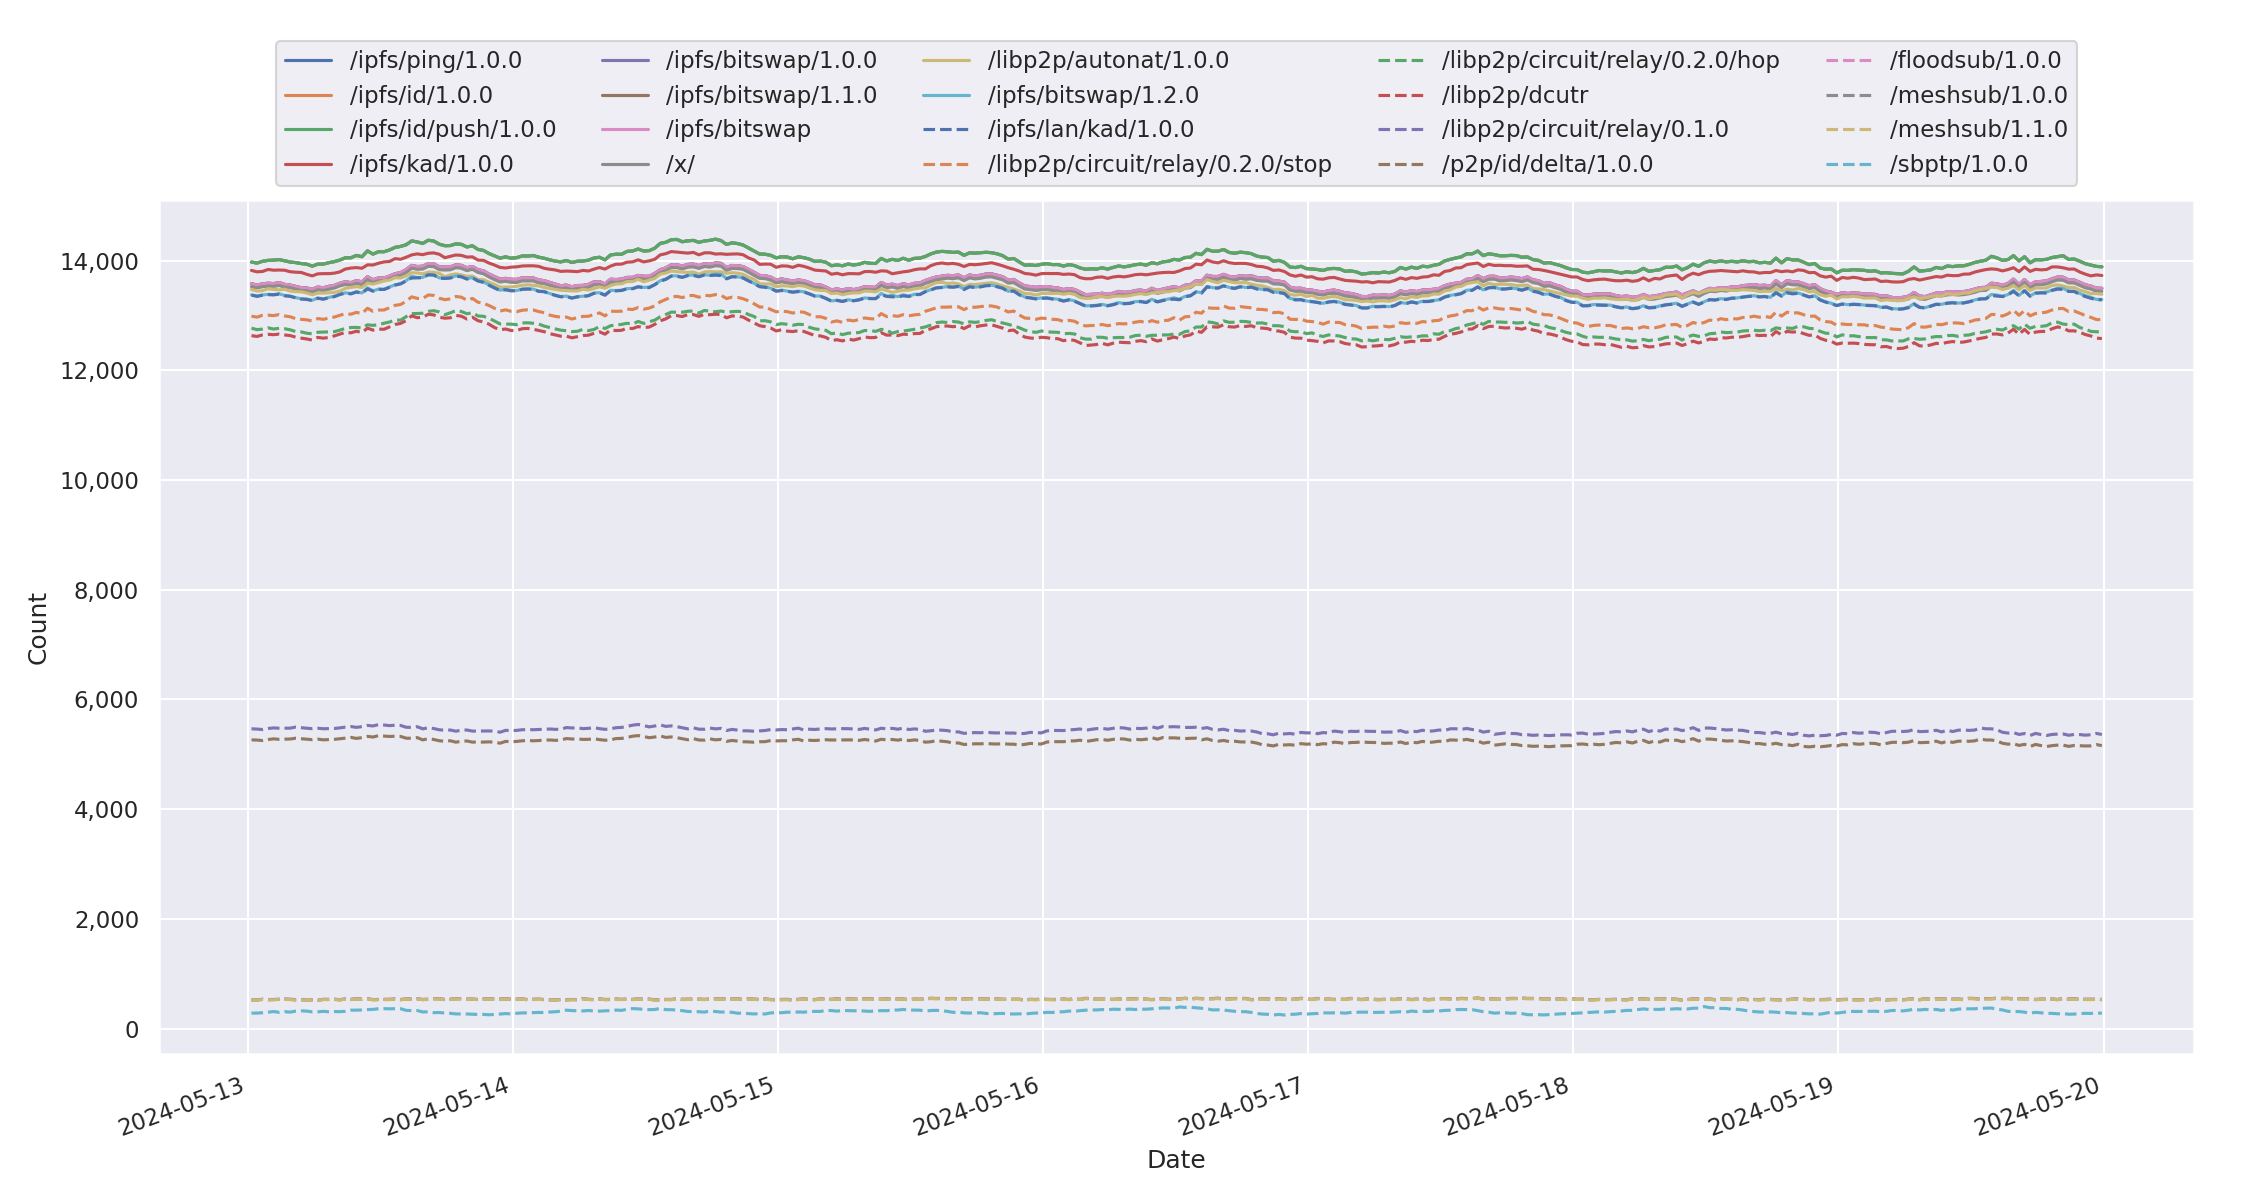 /ipfs/ping/1.0.0
/ipfs/id/1.0.0
/ipfs/id/push/1.0.0
/ipfs/kad/1.0.0
/ipfs/bitswap/1.0.0
/ipfs/bitswap/1.1.0
/ipfs/bitswap
/x/
/libp2p/autonat/1.0.0
/ipfs/bitswap/1.2.0
/ipfs/lan/kad/1.0.0
/libp2p/circuit/relay/0.2.0/stop
/libp2p/circuit/relay/0.2.0/hop
/libp2p/dcutr
/libp2p/circuit/relay/0.1.0
/p2p/id/delta/1.0.0
/floodsub/1.0.0
/meshsub/1.0.0
/meshsub/1.1.0
/sbptp/1.0.0
14,000
12,000
10,000
8,000
6,000
4,000
2,000
0
Count
2024-05-13
2024-05-14
2024-05-15
2024-05-16
2024-05-17
2024-05-18
2024-05-19
2024-05-20
Date